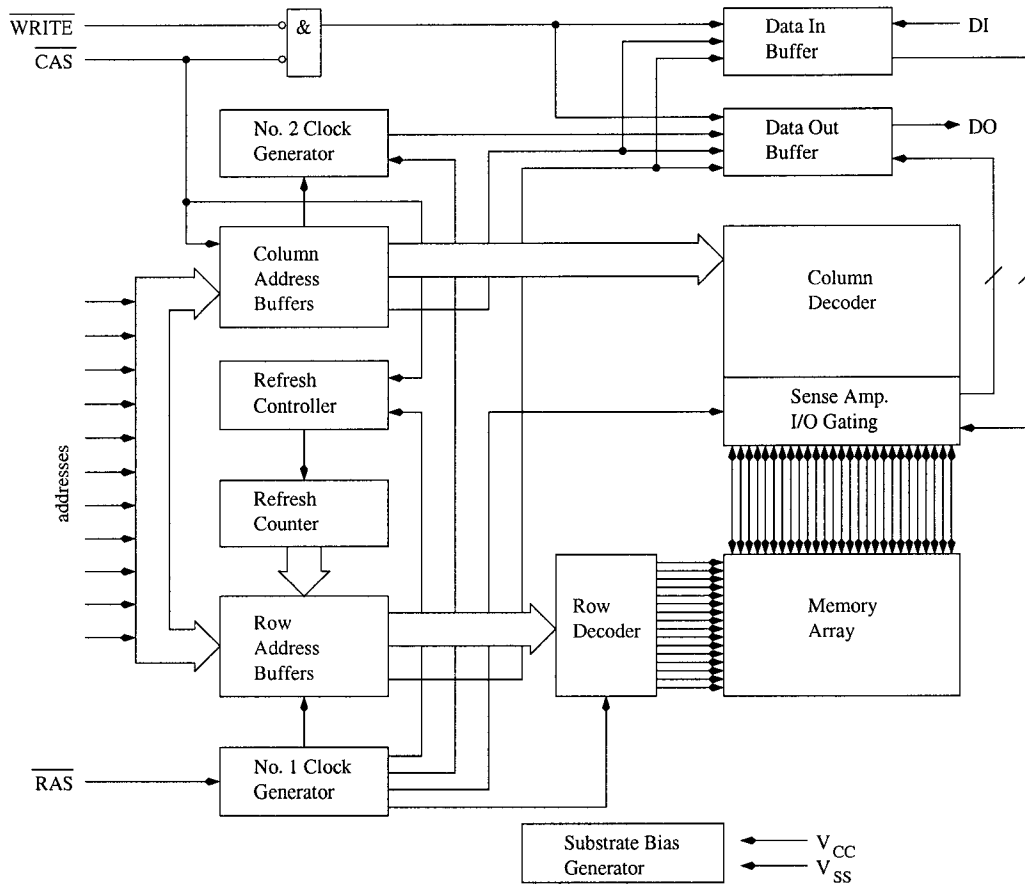 WRITE
CAS
&
Data In
Buffer
DI
No. 2 Clock
Generator
Data Out
Buffer
DO
Column
Address
Buffers
Column
Decoder
Refresh
Controller
Sense Amp.
I/O Gating
addresses
Refresh
Counter
Row
Address
Buffers
Row
Decoder
Memory
Array
RAS
No. 1 Clock
Generator
Substrate Bias
Generator
VCC
VSS